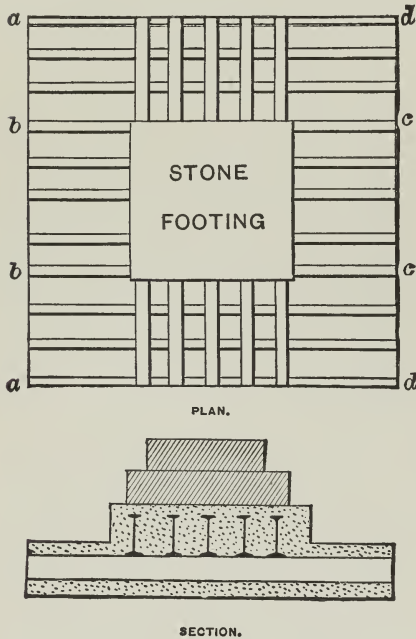 a d
b c
STONE
FOOTING
b c
a d
PLAN.
SECTION.